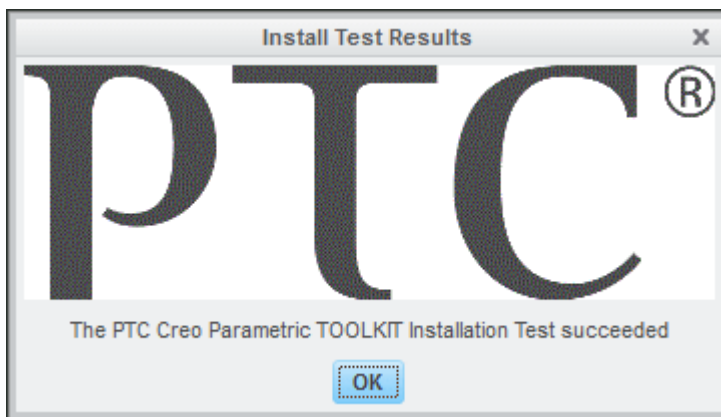 Install Test Results
PTC®
The PTC Creo Parametric TOOLKIT Installation Test succeeded
OK